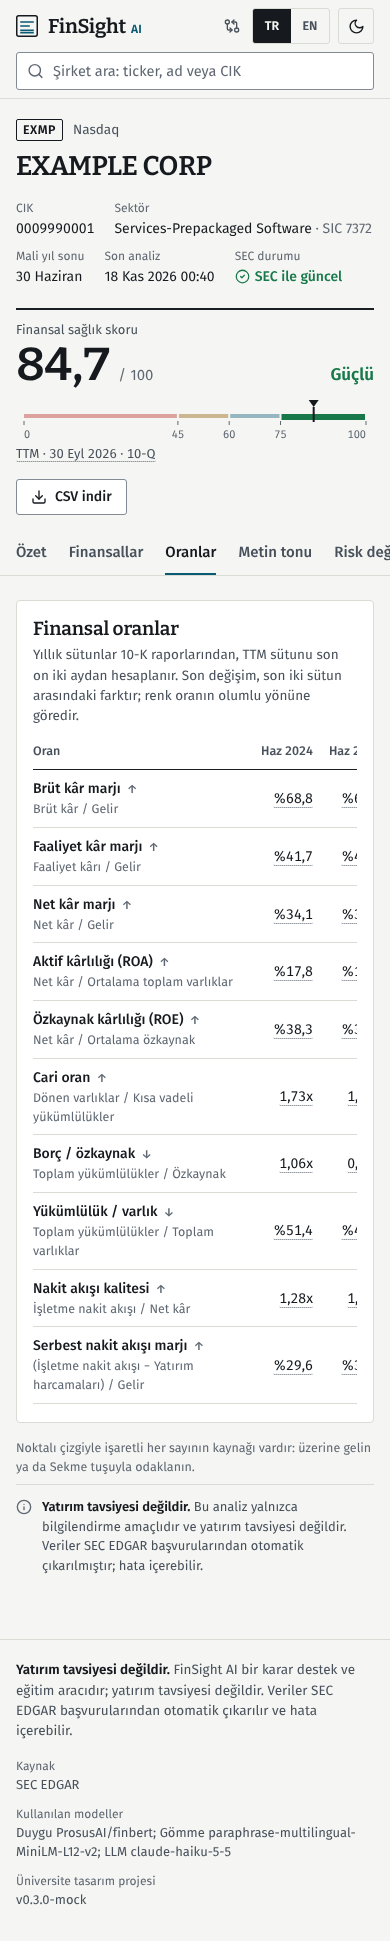 FinSight AI
TR EN
Şirket ara: ticker, ad veya CIK
EXMP Nasdaq
EXAMPLE CORP
CIK Sektör
0009990001 Services-Prepackaged Software · SIC 7372
Mali yıl sonu Son analiz SEC durumu
30 Haziran 18 Kas 2026 00:40 SEC ile güncel
Finansal sağlık skoru
84,7 / 100 Güçlü
0 45 60 75 100
TTM · 30 Eyl 2026 · 10-Q
CSV indir
Özet Finansallar Oranlar Metin tonu Risk değ
Finansal oranlar
Yıllık sütunlar 10-K raporlarından, TTM sütunu son
on iki aydan hesaplanır. Son değişim, son iki sütun
arasındaki farktır; renk oranın olumlu yönüne
göredir.
Oran Haz 2024 Haz 2
Brüt kâr marjı ↑
Brüt kâr / Gelir
%68,8 %6
Faaliyet kâr marjı ↑
Faaliyet kârı / Gelir
%41,7 %4
Net kâr marjı ↑
Net kâr / Gelir
%34,1 %3
Aktif kârlılığı (ROA) ↑
Net kâr / Ortalama toplam varlıklar
%17,8 %1
Özkaynak kârlılığı (ROE) ↑
Net kâr / Ortalama özkaynak
%38,3 %3
Cari oran ↑
Dönen varlıklar / Kısa vadeli
yükümlülükler
1,73x 1,
Borç / özkaynak ↓
Toplam yükümlülükler / Özkaynak
1,06x 0,
Yükümlülük / varlık ↓
Toplam yükümlülükler / Toplam
varlıklar
%51,4 %4
Nakit akışı kalitesi ↑
İşletme nakit akışı / Net kâr
1,28x 1,
Serbest nakit akışı marjı ↑
(İşletme nakit akışı − Yatırım
harcamaları) / Gelir
%29,6 %3
Noktalı çizgiyle işaretli her sayının kaynağı vardır: üzerine gelin
ya da Sekme tuşuyla odaklanın.
Yatırım tavsiyesi değildir. Bu analiz yalnızca
bilgilendirme amaçlıdır ve yatırım tavsiyesi değildir.
Veriler SEC EDGAR başvurularından otomatik
çıkarılmıştır; hata içerebilir.
Yatırım tavsiyesi değildir. FinSight AI bir karar destek ve
eğitim aracıdır; yatırım tavsiyesi değildir. Veriler SEC
EDGAR başvurularından otomatik çıkarılır ve hata
içerebilir.
Kaynak
SEC EDGAR
Kullanılan modeller
Duygu ProsusAI/finbert; Gömme paraphrase-multilingual-
MiniLM-L12-v2; LLM claude-haiku-5-5
Üniversite tasarım projesi
v0.3.0-mock